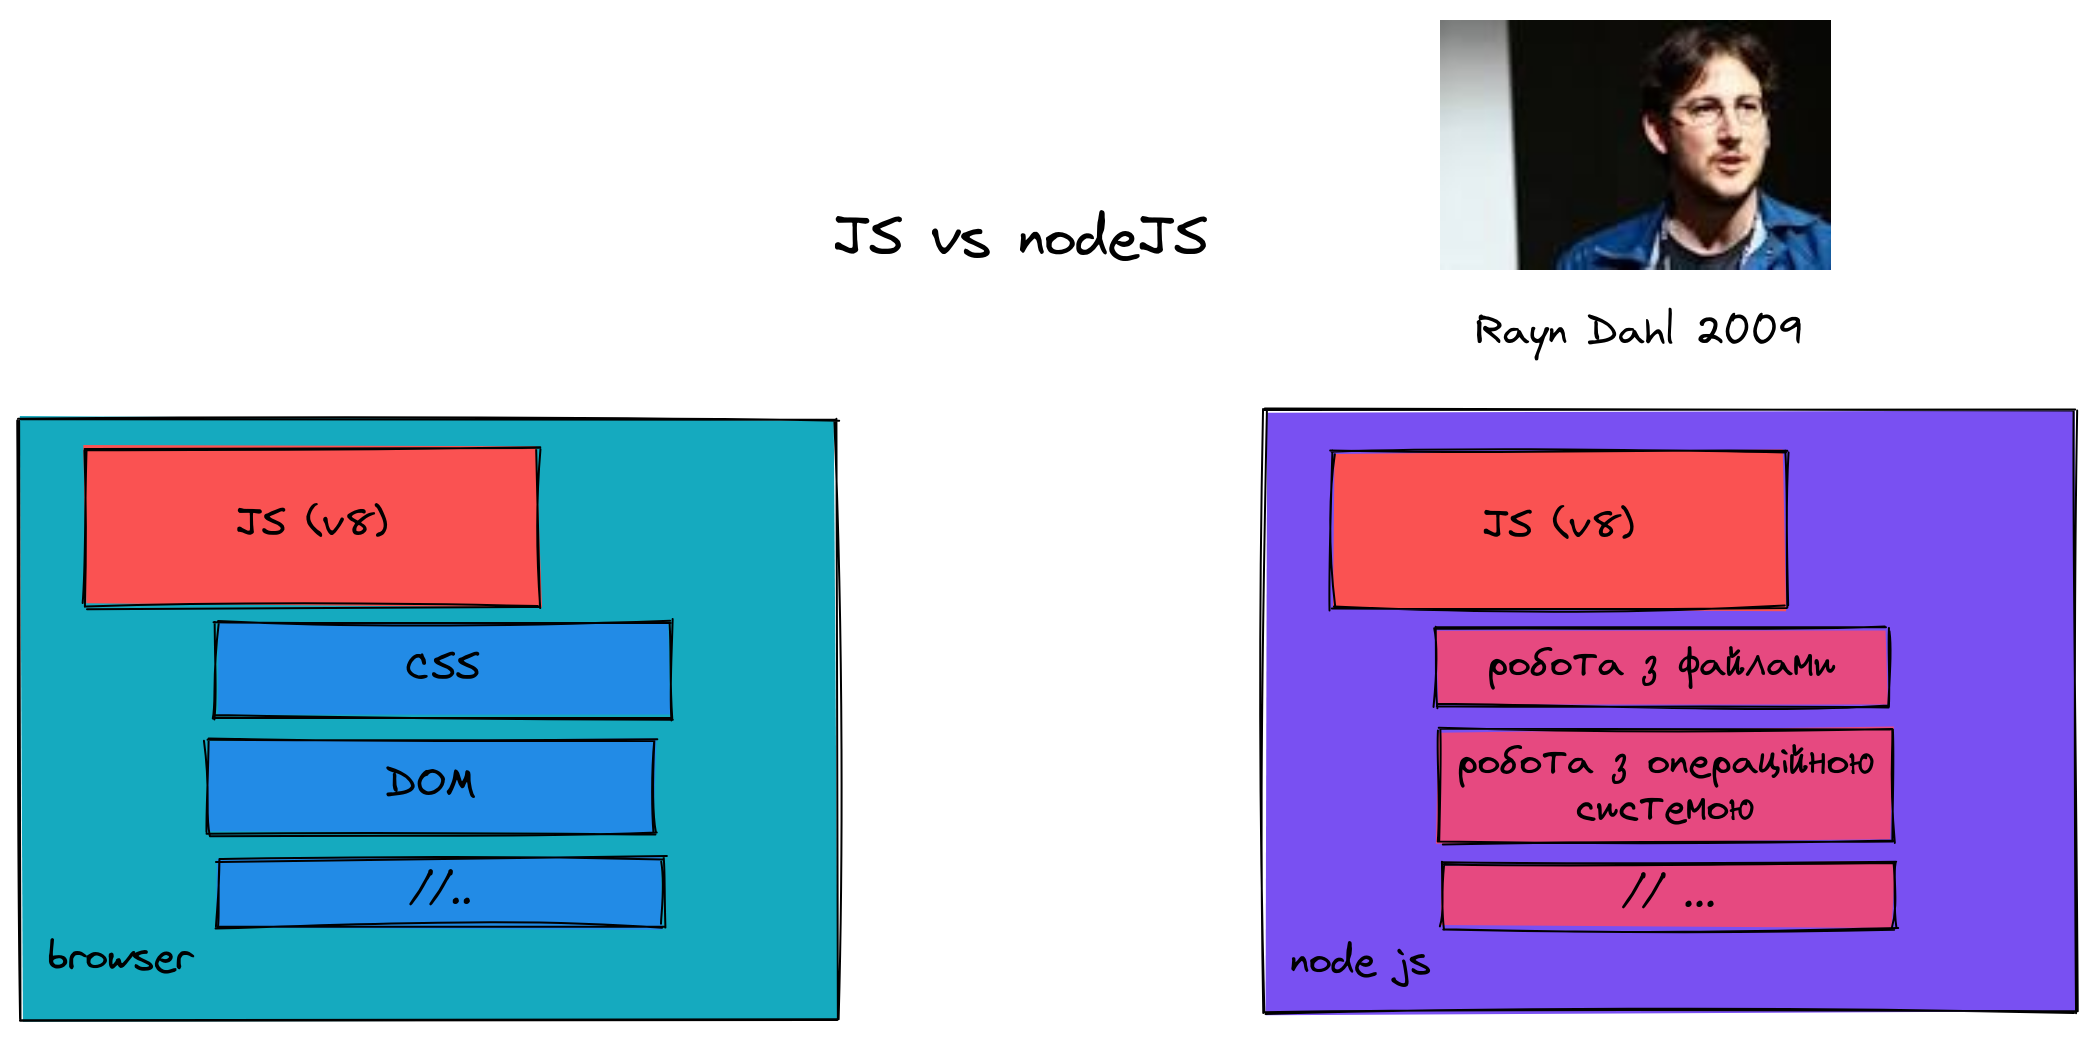 JS vs nodeJS
Rayn Dahl 2009
JS (v8)
CSS
DOM
//..
browser
JS (v8)
робота з файлами
робота з операційною
системою
// ...
node js